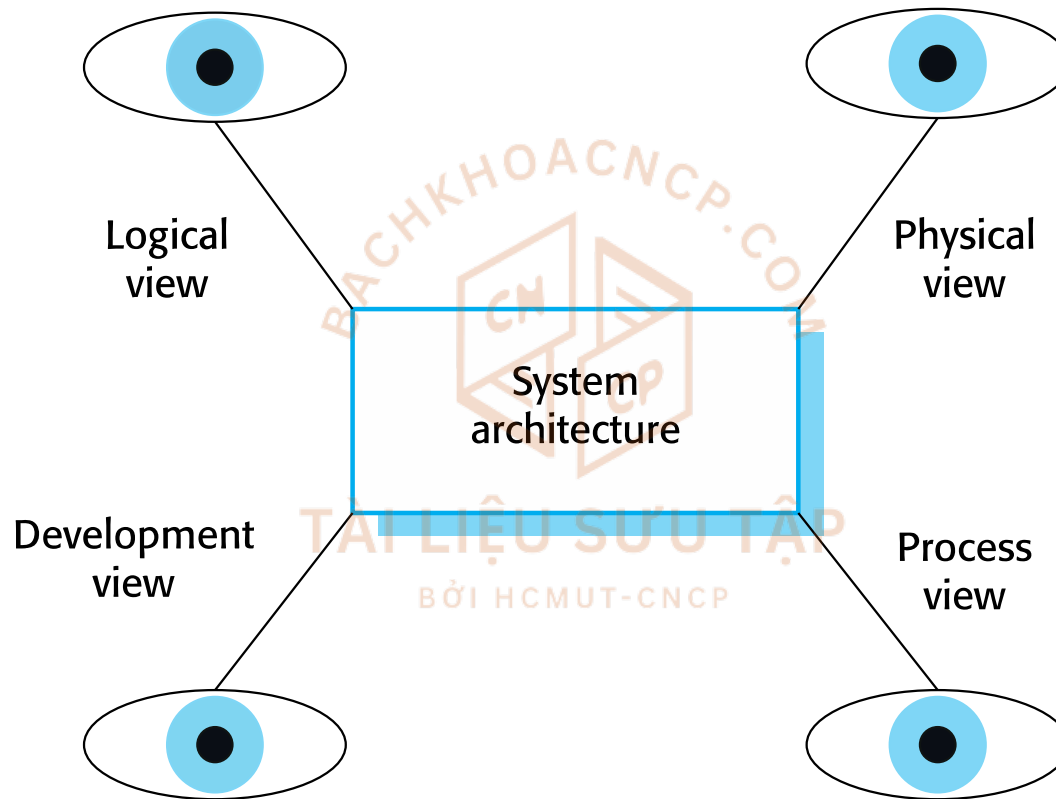 BACHKHOACNCP.COM
Logical
view
Physical
view
CN
CP
System
architecture
Development
view
TÀI LIỆU SƯU TẬP
Process
view
BỞI HCMUT-CNCP